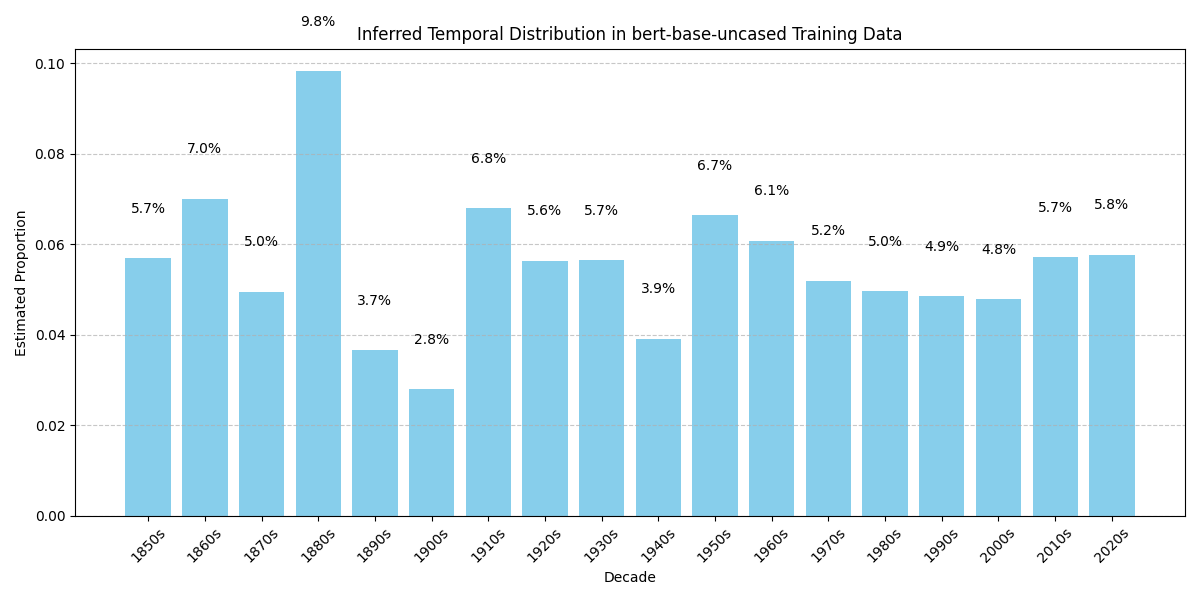 9.8%
Inferred Temporal Distribution in bert-base-uncased Training Data
0.10
0.08
0.06
0.04
0.02
0.00
Estimated Proportion
5.7%
7.0%
5.0%
3.7%
2.8%
6.8%
5.6%
5.7%
3.9%
6.7%
6.1%
5.2%
5.0%
4.9%
4.8%
5.7%
5.8%
1850s
1860s
1870s
1880s
1890s
1900s
1910s
1920s
1930s
1940s
1950s
1960s
1970s
1980s
1990s
2000s
2010s
2020s
Decade